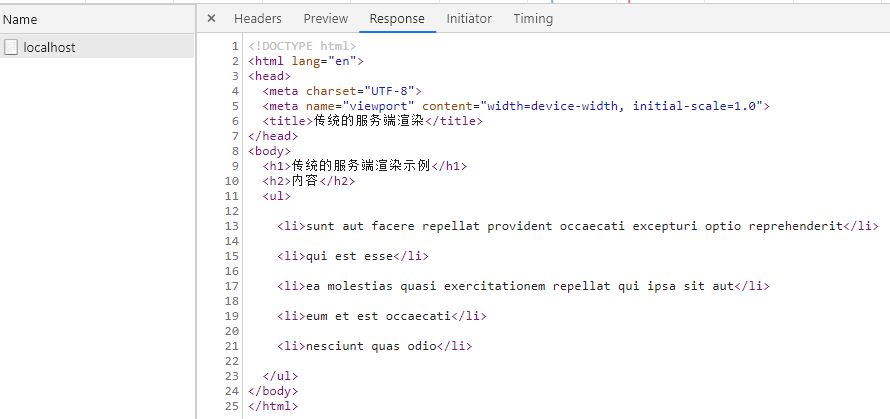 Name
× Headers Preview Response Initiator Timing
localhost
1 <!DOCTYPE html>
2 <html lang="en">
3 <head>
4   <meta charset="UTF-8">
5   <meta name="viewport" content="width=device-width, initial-scale=1.0">
6   <title>传统的服务端渲染</title>
7 </head>
8 <body>
9   <h1>传统的服务端渲染示例</h1>
10   <h2>内容</h2>
11   <ul>
12
13     <li>sunt aut facere repellat provident occaecati excepturi optio reprehenderit</li>
14
15     <li>qui est esse</li>
16
17     <li>ea molestias quasi exercitationem repellat qui ipsa sit aut</li>
18
19     <li>eum et est occaecati</li>
20
21     <li>nesciunt quas odio</li>
22
23   </ul>
24 </body>
25 </html>